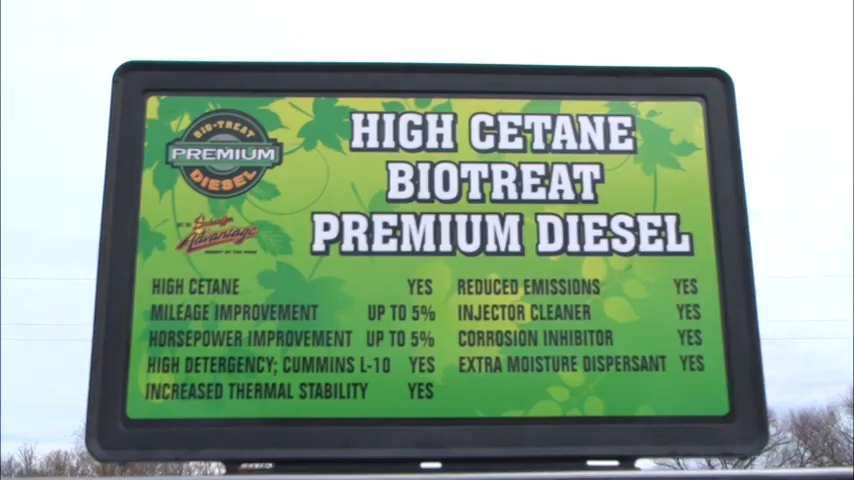 BIO-TREAT
PREMIUM
DIESEL
Advantage
HIGH CETANE
BIOTREAT
PREMIUM DIESEL
HIGH CETANE YES
MILEAGE IMPROVEMENT UP TO 5%
HORSEPOWER IMPROVEMENT UP TO 5%
HIGH DETERGENCY; CUMMINS L-10 YES
INCREASED THERMAL STABILITY YES
REDUCED EMISSIONS YES
INJECTOR CLEANER YES
CORROSION INHIBITOR YES
EXTRA MOISTURE DISPERSANT YES